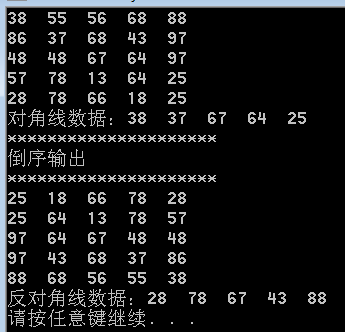 38 55 56 68 88
86 37 68 43 97
48 48 67 64 97
57 78 13 64 25
28 78 66 18 25
对角线数据：38 37 67 64 25
*********************
倒序输出
*********************
25 18 66 78 28
25 64 13 78 57
97 64 67 48 48
97 43 68 37 86
88 68 56 55 38
反对角线数据：28 78 67 43 88
请按任意键继续. . .